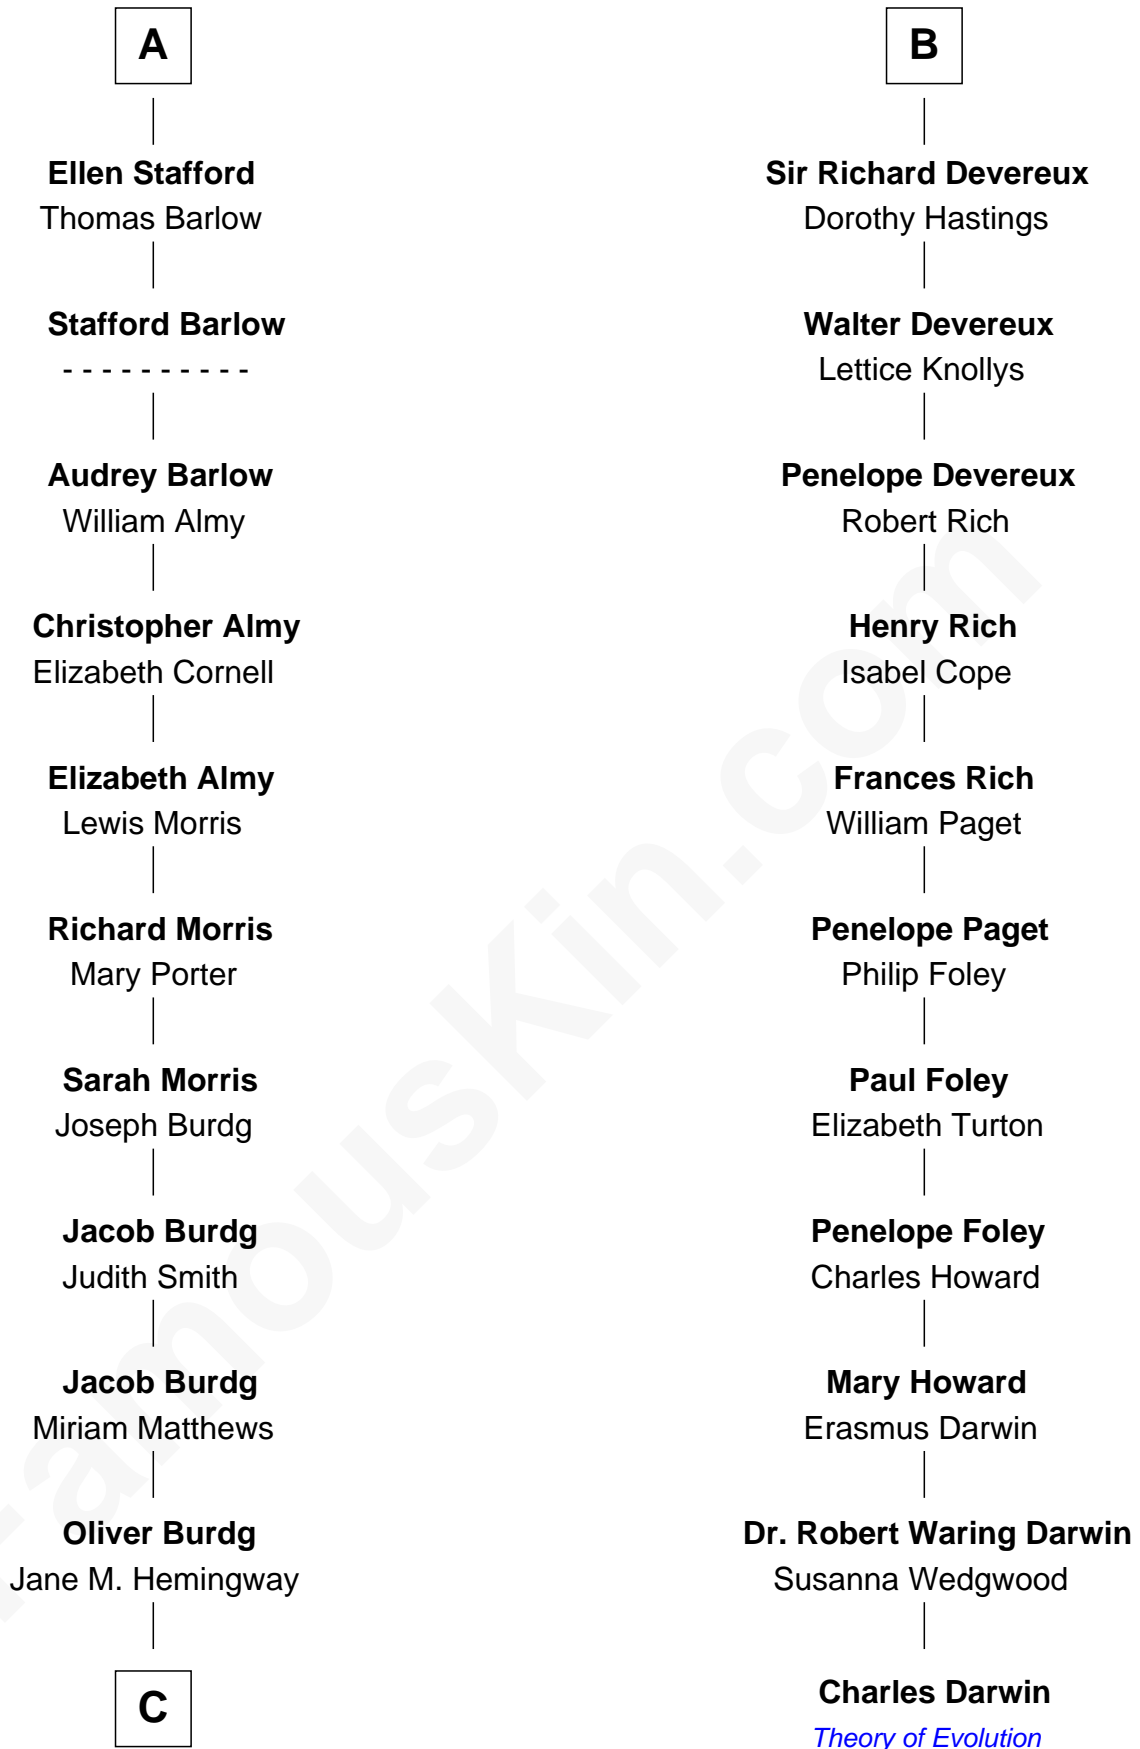 A
Ellen Stafford
Thomas Barlow
Stafford Barlow
- - - - - - - - - -
Audrey Barlow
William Almy
Christopher Almy
Elizabeth Cornell
Elizabeth Almy
Lewis Morris
Richard Morris
Mary Porter
Sarah Morris
Joseph Burdg
Jacob Burdg
Judith Smith
Jacob Burdg
Miriam Matthews
Oliver Burdg
Jane M. Hemingway
C
B
Sir Richard Devereux
Dorothy Hastings
Walter Devereux
Lettice Knollys
Penelope Devereux
Robert Rich
Henry Rich
Isabel Cope
Frances Rich
William Paget
Penelope Paget
Philip Foley
Paul Foley
Elizabeth Turton
Penelope Foley
Charles Howard
Mary Howard
Erasmus Darwin
Dr. Robert Waring Darwin
Susanna Wedgwood
Charles Darwin
Theory of Evolution
FamousKin.com